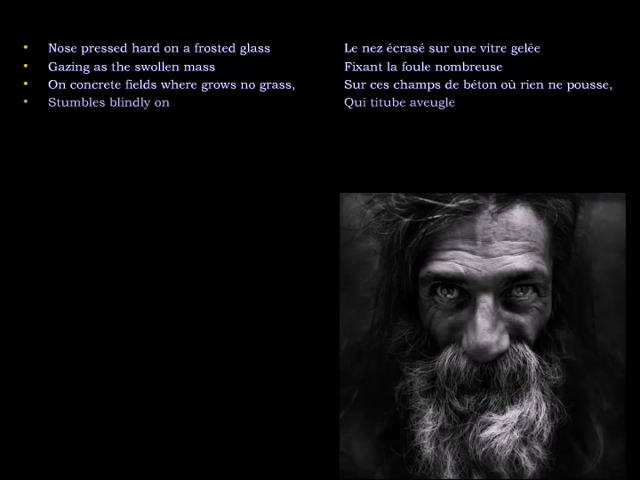 • Nose pressed hard on a frosted glass
• Gazing as the swollen mass
• On concrete fields where grows no grass,
• Stumbles blindly on
Le nez écrasé sur une vitre gelée
Fixant la foule nombreuse
Sur ces champs de béton où rien ne pousse,
Qui titube aveugle